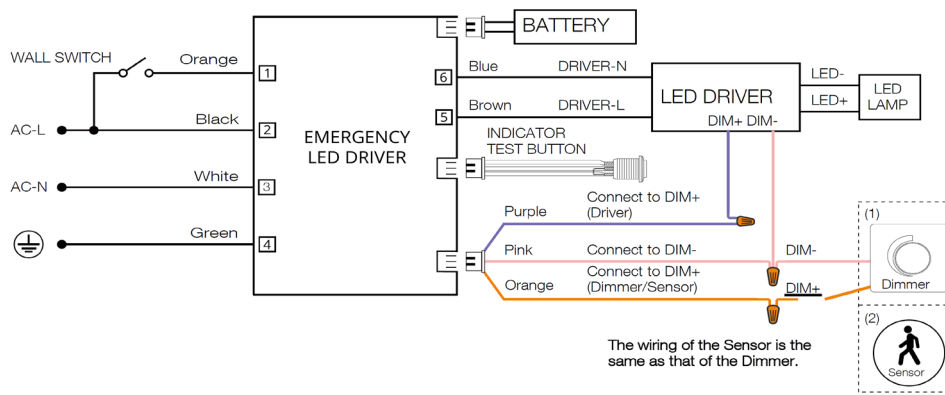 BATTERY
WALL SWITCH
Orange
1
6
Blue
DRIVER-N
LED DRIVER
DIM+ DIM-
LED-
LED+
LED
LAMP
AC-L
Black
2
5
Brown
DRIVER-L
EMERGENCY
LED DRIVER
INDICATOR
TEST BUTTON
AC-N
White
3
Green
4
Purple
Connect to DIM+
(Driver)
Pink
Connect to DIM-
DIM-
Orange
Connect to DIM+
(Dimmer/Sensor)
DIM+
(1)
Dimmer
(2)
Sensor
The wiring of the Sensor is the
same as that of the Dimmer.